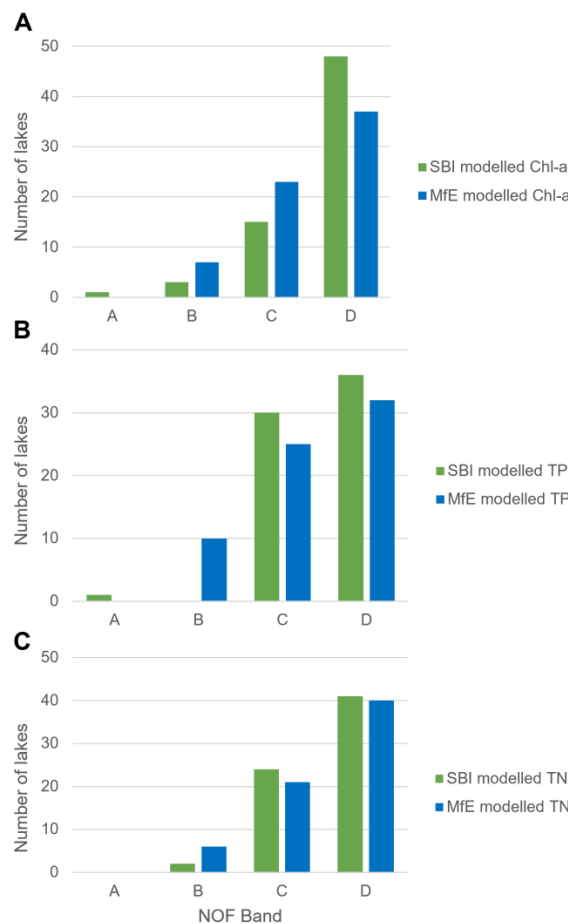 A
Number of lakes
50
40
30
20
10
0
A B C D
SBI modelled Chl-a
MfE modelled Chl-a
B
Number of lakes
40
30
20
10
0
A B C D
SBI modelled TP
MfE modelled TP
C
Number of lakes
50
40
30
20
10
0
A B C D
NOF Band
SBI modelled TN
MfE modelled TN